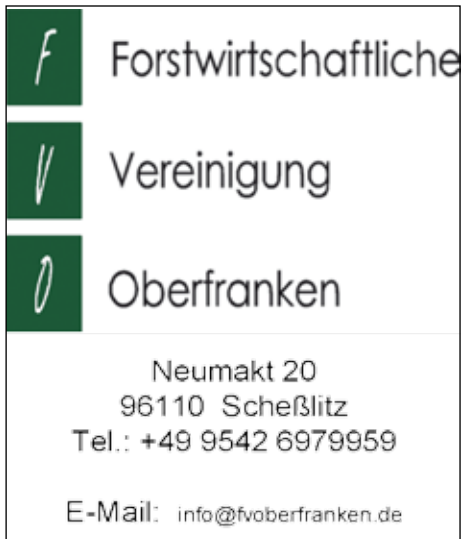 F Forstwirtschaftliche
V Vereinigung
O Oberfranken
Neumakt 20
96110 Scheßlitz
Tel.: +49 9542 6979959
E-Mail: info@fvoberfranken.de